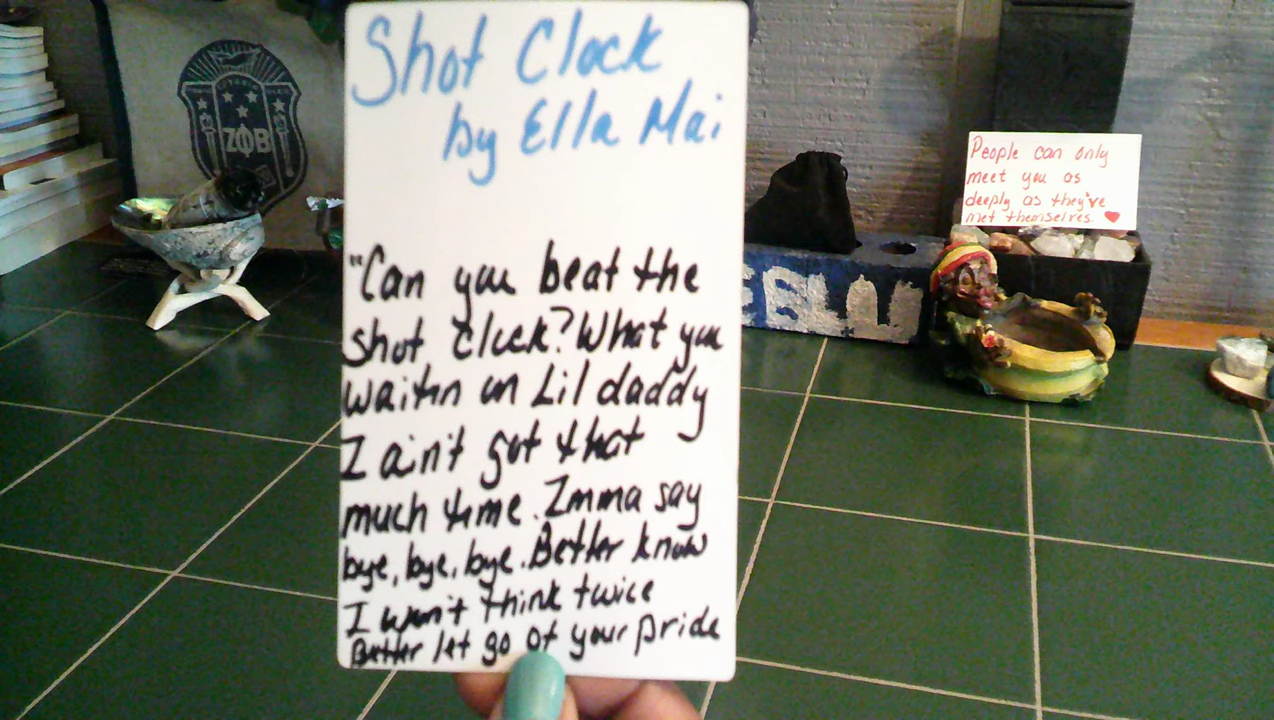 Shot Clock
by Ella Mai
"Can you beat the
shot clock? What you
waitin on Lil daddy
I ain't got that
much time. Imma say
bye, bye, bye. Better know
I won't think twice
Better let go of your pride
ΖΦΒ
People can only
meet you as
deeply as they've
met themselves. ♥